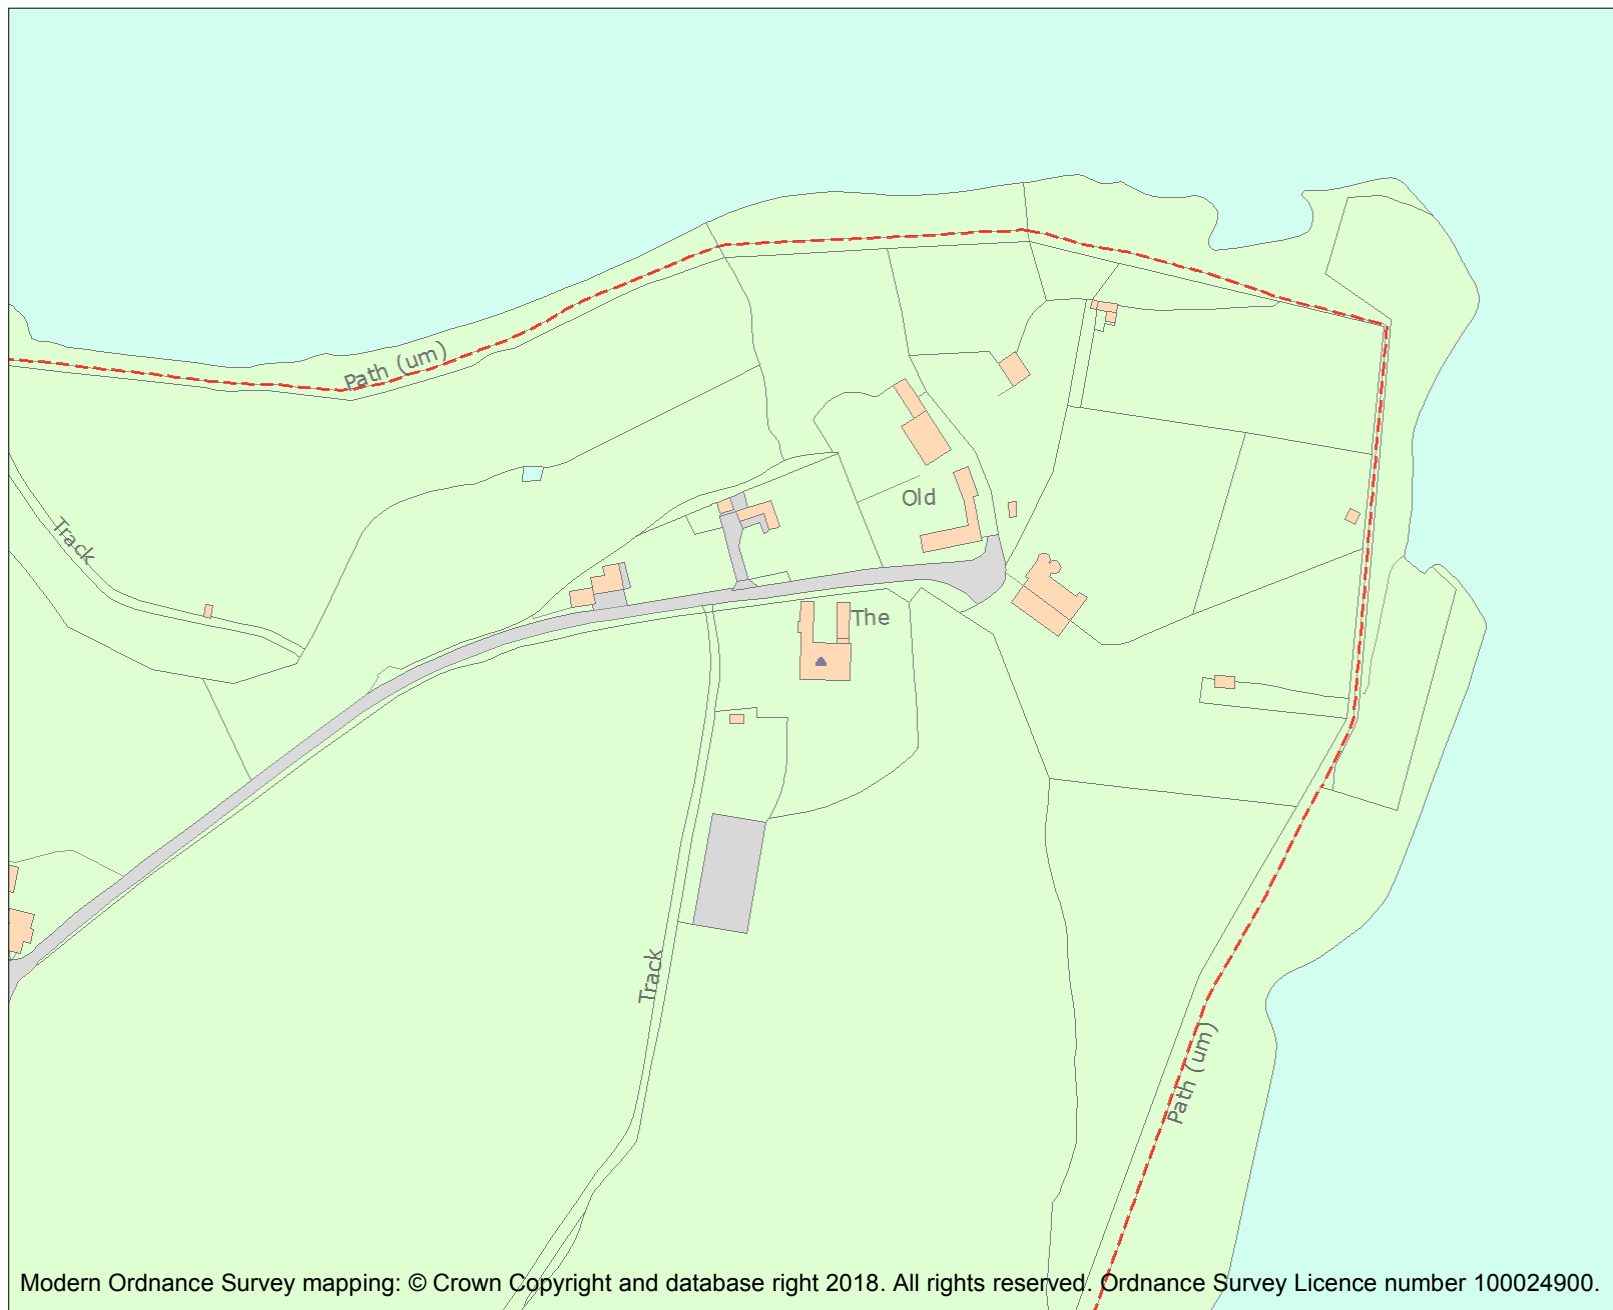 Path (um)
Old
Track
The
Track
Path (um)
Modern Ordnance Survey mapping: © Crown Copyright and database right 2018. All rights reserved. Ordnance Survey Licence number 100024900.